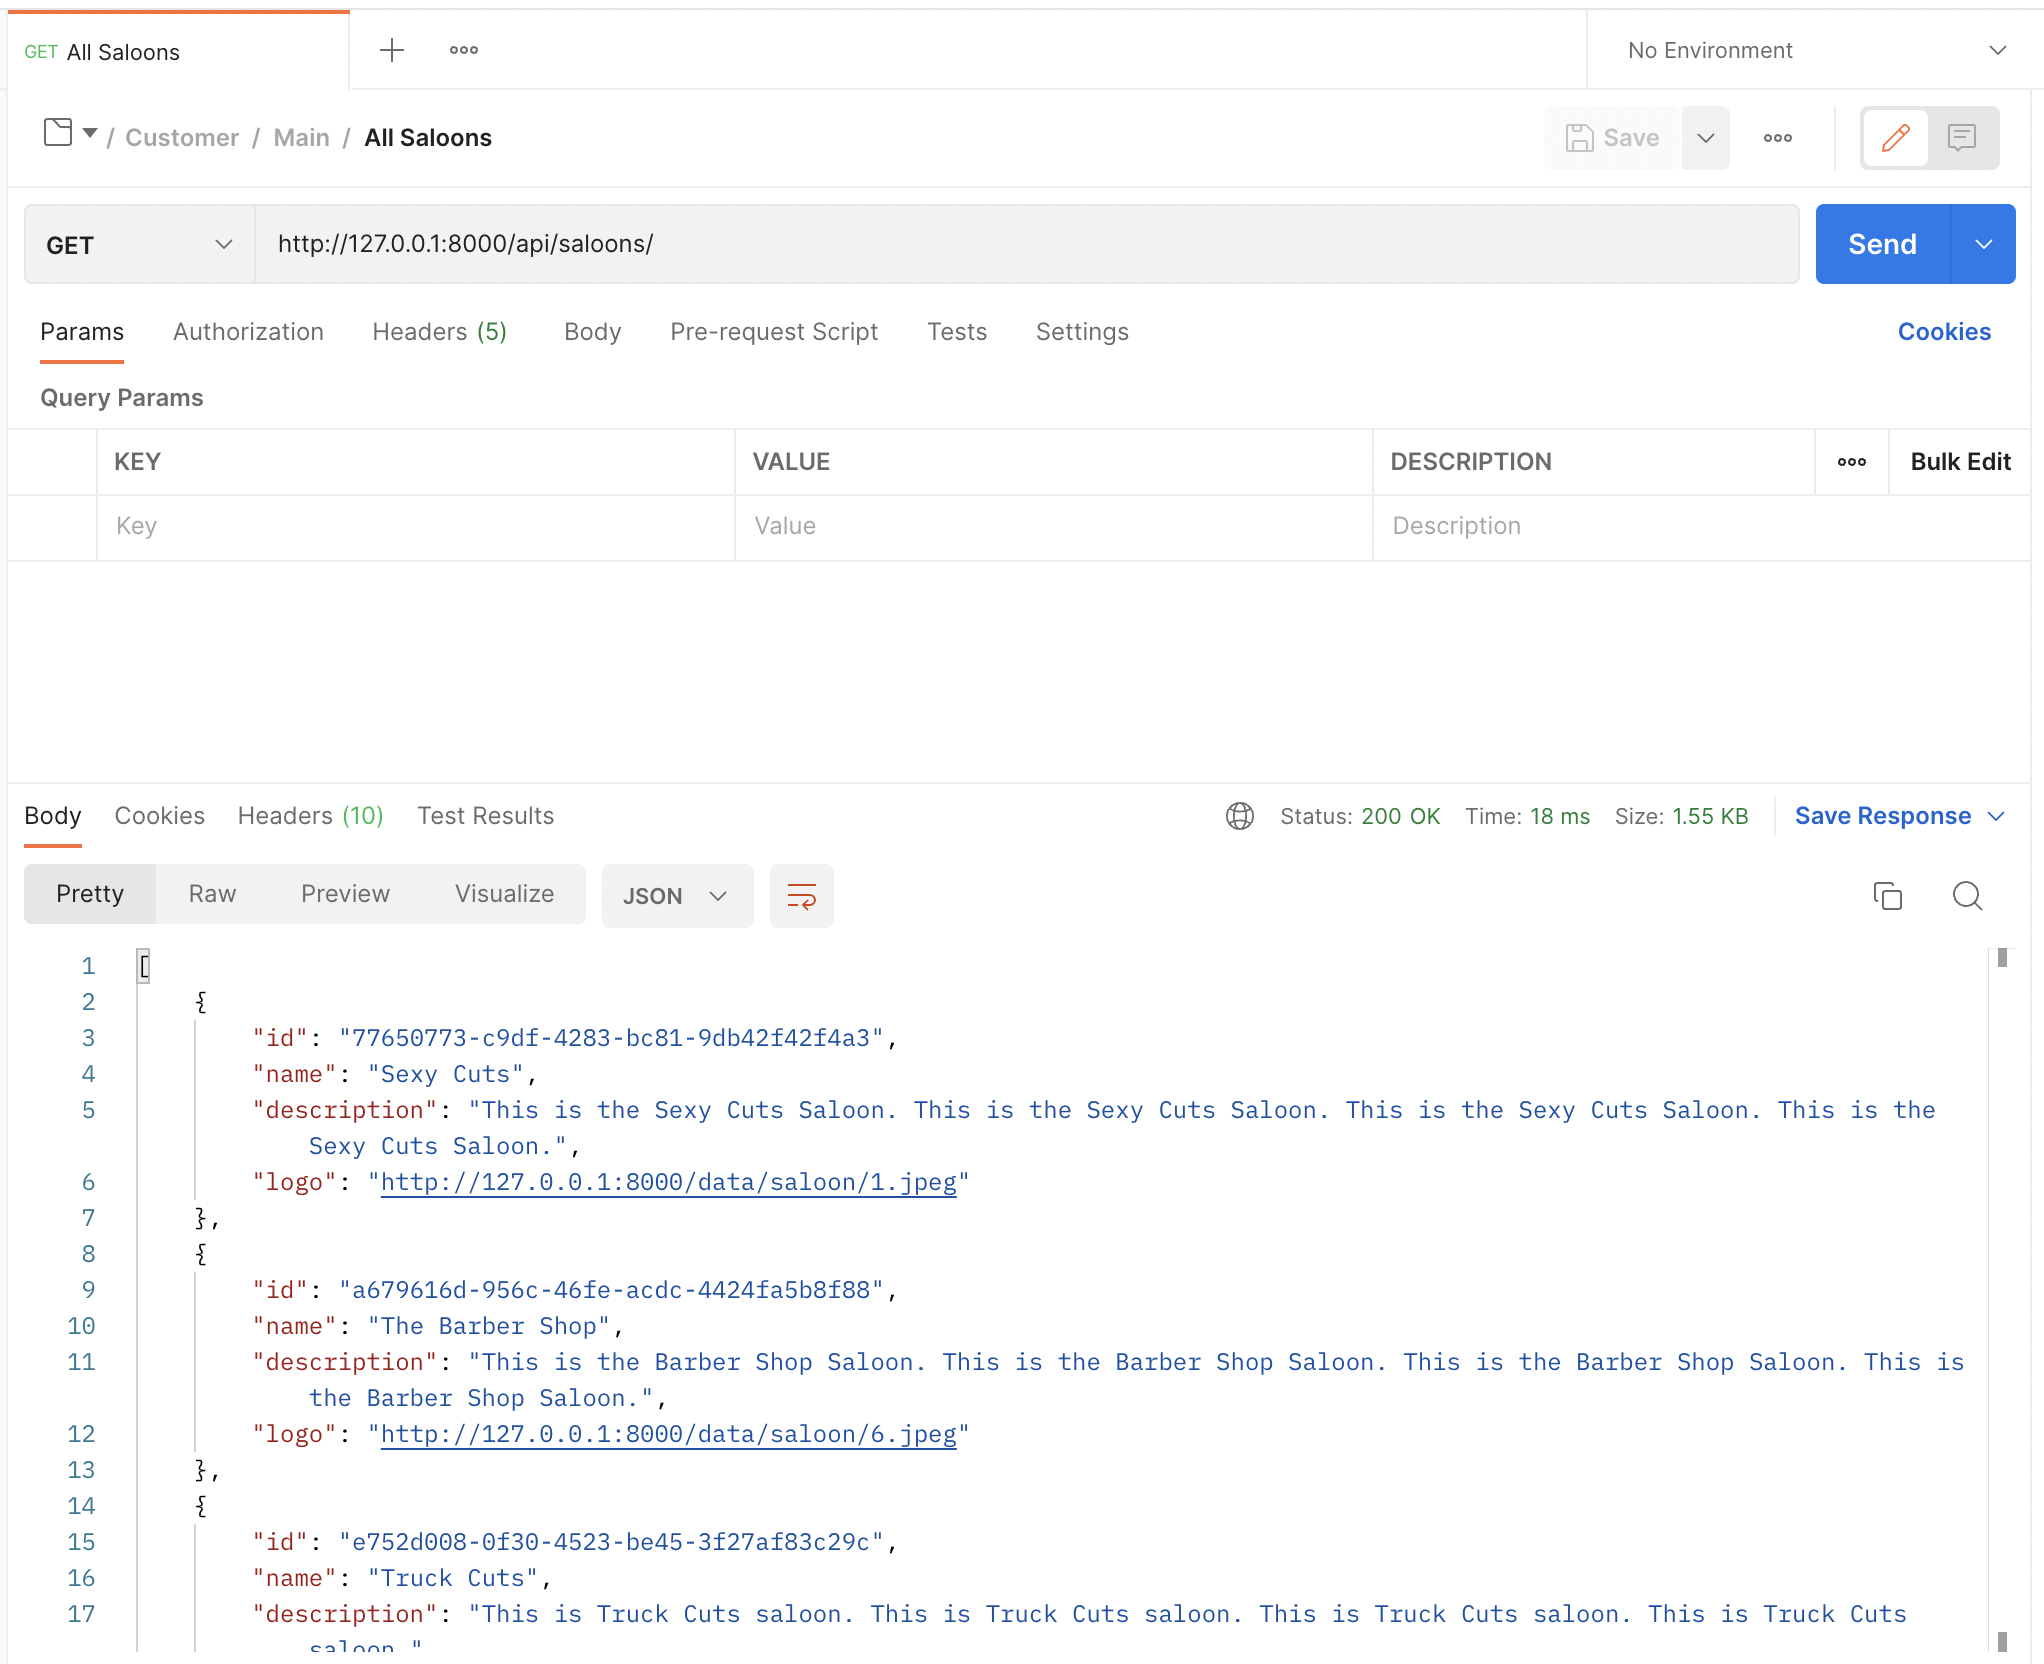 GET All Saloons
No Environment
/ Customer / Main / All Saloons
Save
GET
http://127.0.0.1:8000/api/saloons/
Send
Params Authorization Headers (5) Body Pre-request Script Tests Settings Cookies
Query Params
KEY VALUE DESCRIPTION Bulk Edit
Key Value Description
Body Cookies Headers (10) Test Results Status: 200 OK Time: 18 ms Size: 1.55 KB Save Response
Pretty Raw Preview Visualize JSON
1 [
2 {
3 "id": "77650773-c9df-4283-bc81-9db42f42f4a3",
4 "name": "Sexy Cuts",
5 "description": "This is the Sexy Cuts Saloon. This is the Sexy Cuts Saloon. This is the Sexy Cuts Saloon. This is the
Sexy Cuts Saloon.",
6 "logo": "http://127.0.0.1:8000/data/saloon/1.jpeg"
7 },
8 {
9 "id": "a679616d-956c-46fe-acdc-4424fa5b8f88",
10 "name": "The Barber Shop",
11 "description": "This is the Barber Shop Saloon. This is the Barber Shop Saloon. This is the Barber Shop Saloon. This is
the Barber Shop Saloon.",
12 "logo": "http://127.0.0.1:8000/data/saloon/6.jpeg"
13 },
14 {
15 "id": "e752d008-0f30-4523-be45-3f27af83c29c",
16 "name": "Truck Cuts",
17 "description": "This is Truck Cuts saloon. This is Truck Cuts saloon. This is Truck Cuts saloon. This is Truck Cuts
saloon."